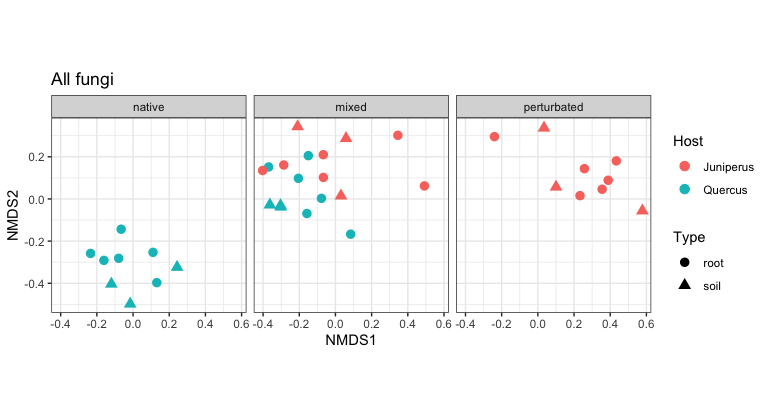 All fungi
native mixed perturbated
NMDS2
0.2
0.0
-0.2
-0.4
-0.4 -0.2 0.0 0.2 0.4 0.6 -0.4 -0.2 0.0 0.2 0.4 0.6 -0.4 -0.2 0.0 0.2 0.4 0.6
NMDS1
Host
Juniperus
Quercus
Type
root
soil